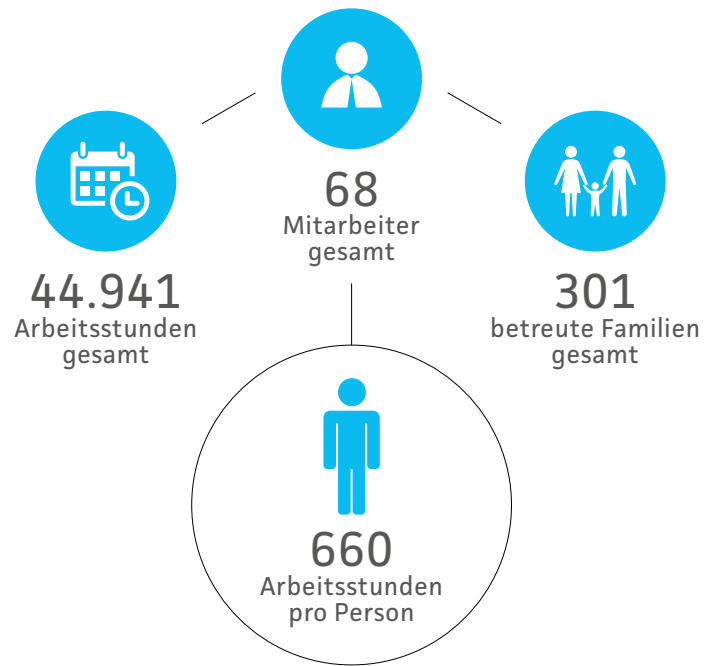 68
Mitarbeiter
gesamt
44.941
Arbeitsstunden
gesamt
301
betreute Familien
gesamt
660
Arbeitsstunden
pro Person